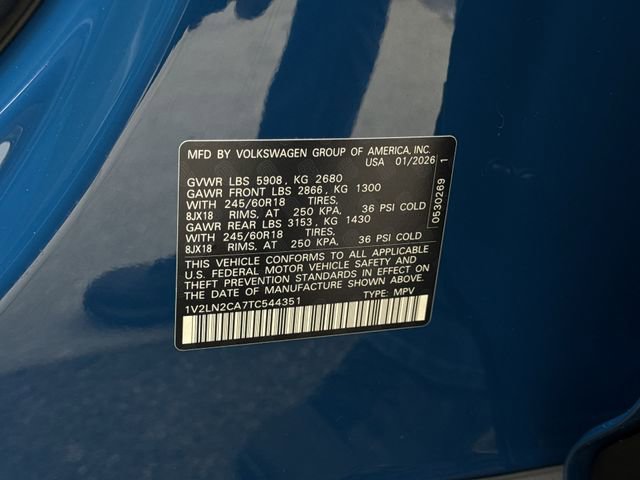 MFD BY VOLKSWAGEN GROUP OF AMERICA, INC.
USA 01/2026
GVWR LBS 5908, KG 2680
GAWR FRONT LBS 2866, KG 1300
WITH 245/60R18 TIRES,
8JX18 RIMS, AT 250 KPA, 36 PSI COLD
GAWR REAR LBS 3153, KG 1430
WITH 245/60R18 TIRES,
8JX18 RIMS, AT 250 KPA, 36 PSI COLD
THIS VEHICLE CONFORMS TO ALL APPLICABLE
U.S. FEDERAL MOTOR VEHICLE SAFETY AND
THEFT PREVENTION STANDARDS IN EFFECT ON
THE DATE OF MANUFACTURE SHOWN ABOVE.
1V2LN2CA7TC544351 TYPE: MPV
0530269 1